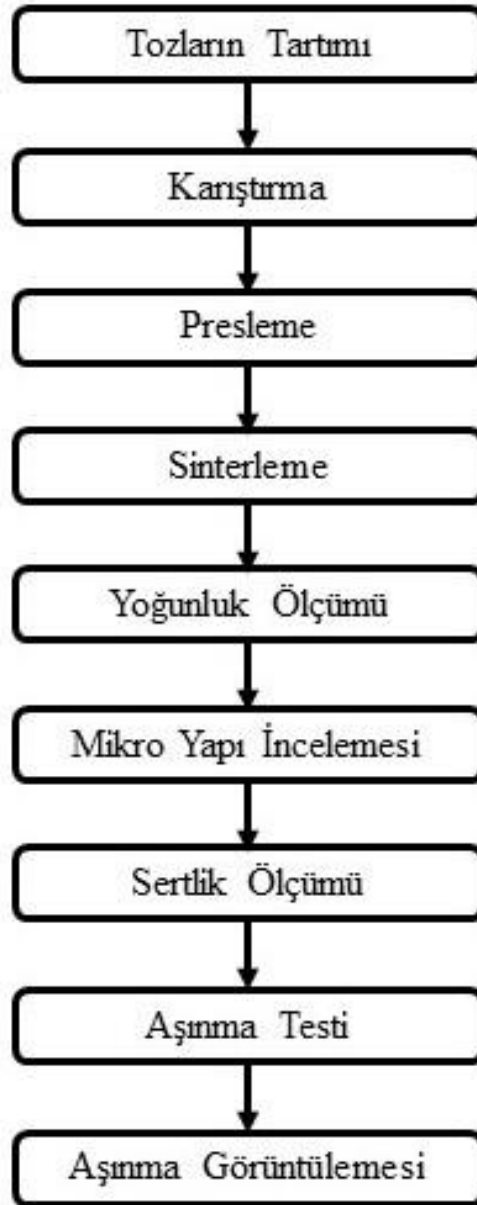 Tozların Tartımı
Karıştırma
Presleme
Sinterleme
Yoğunluk Ölçümü
Mikro Yapı İncelemesi
Sertlik Ölçümü
Aşınma Testi
Aşınma Görüntülemesi